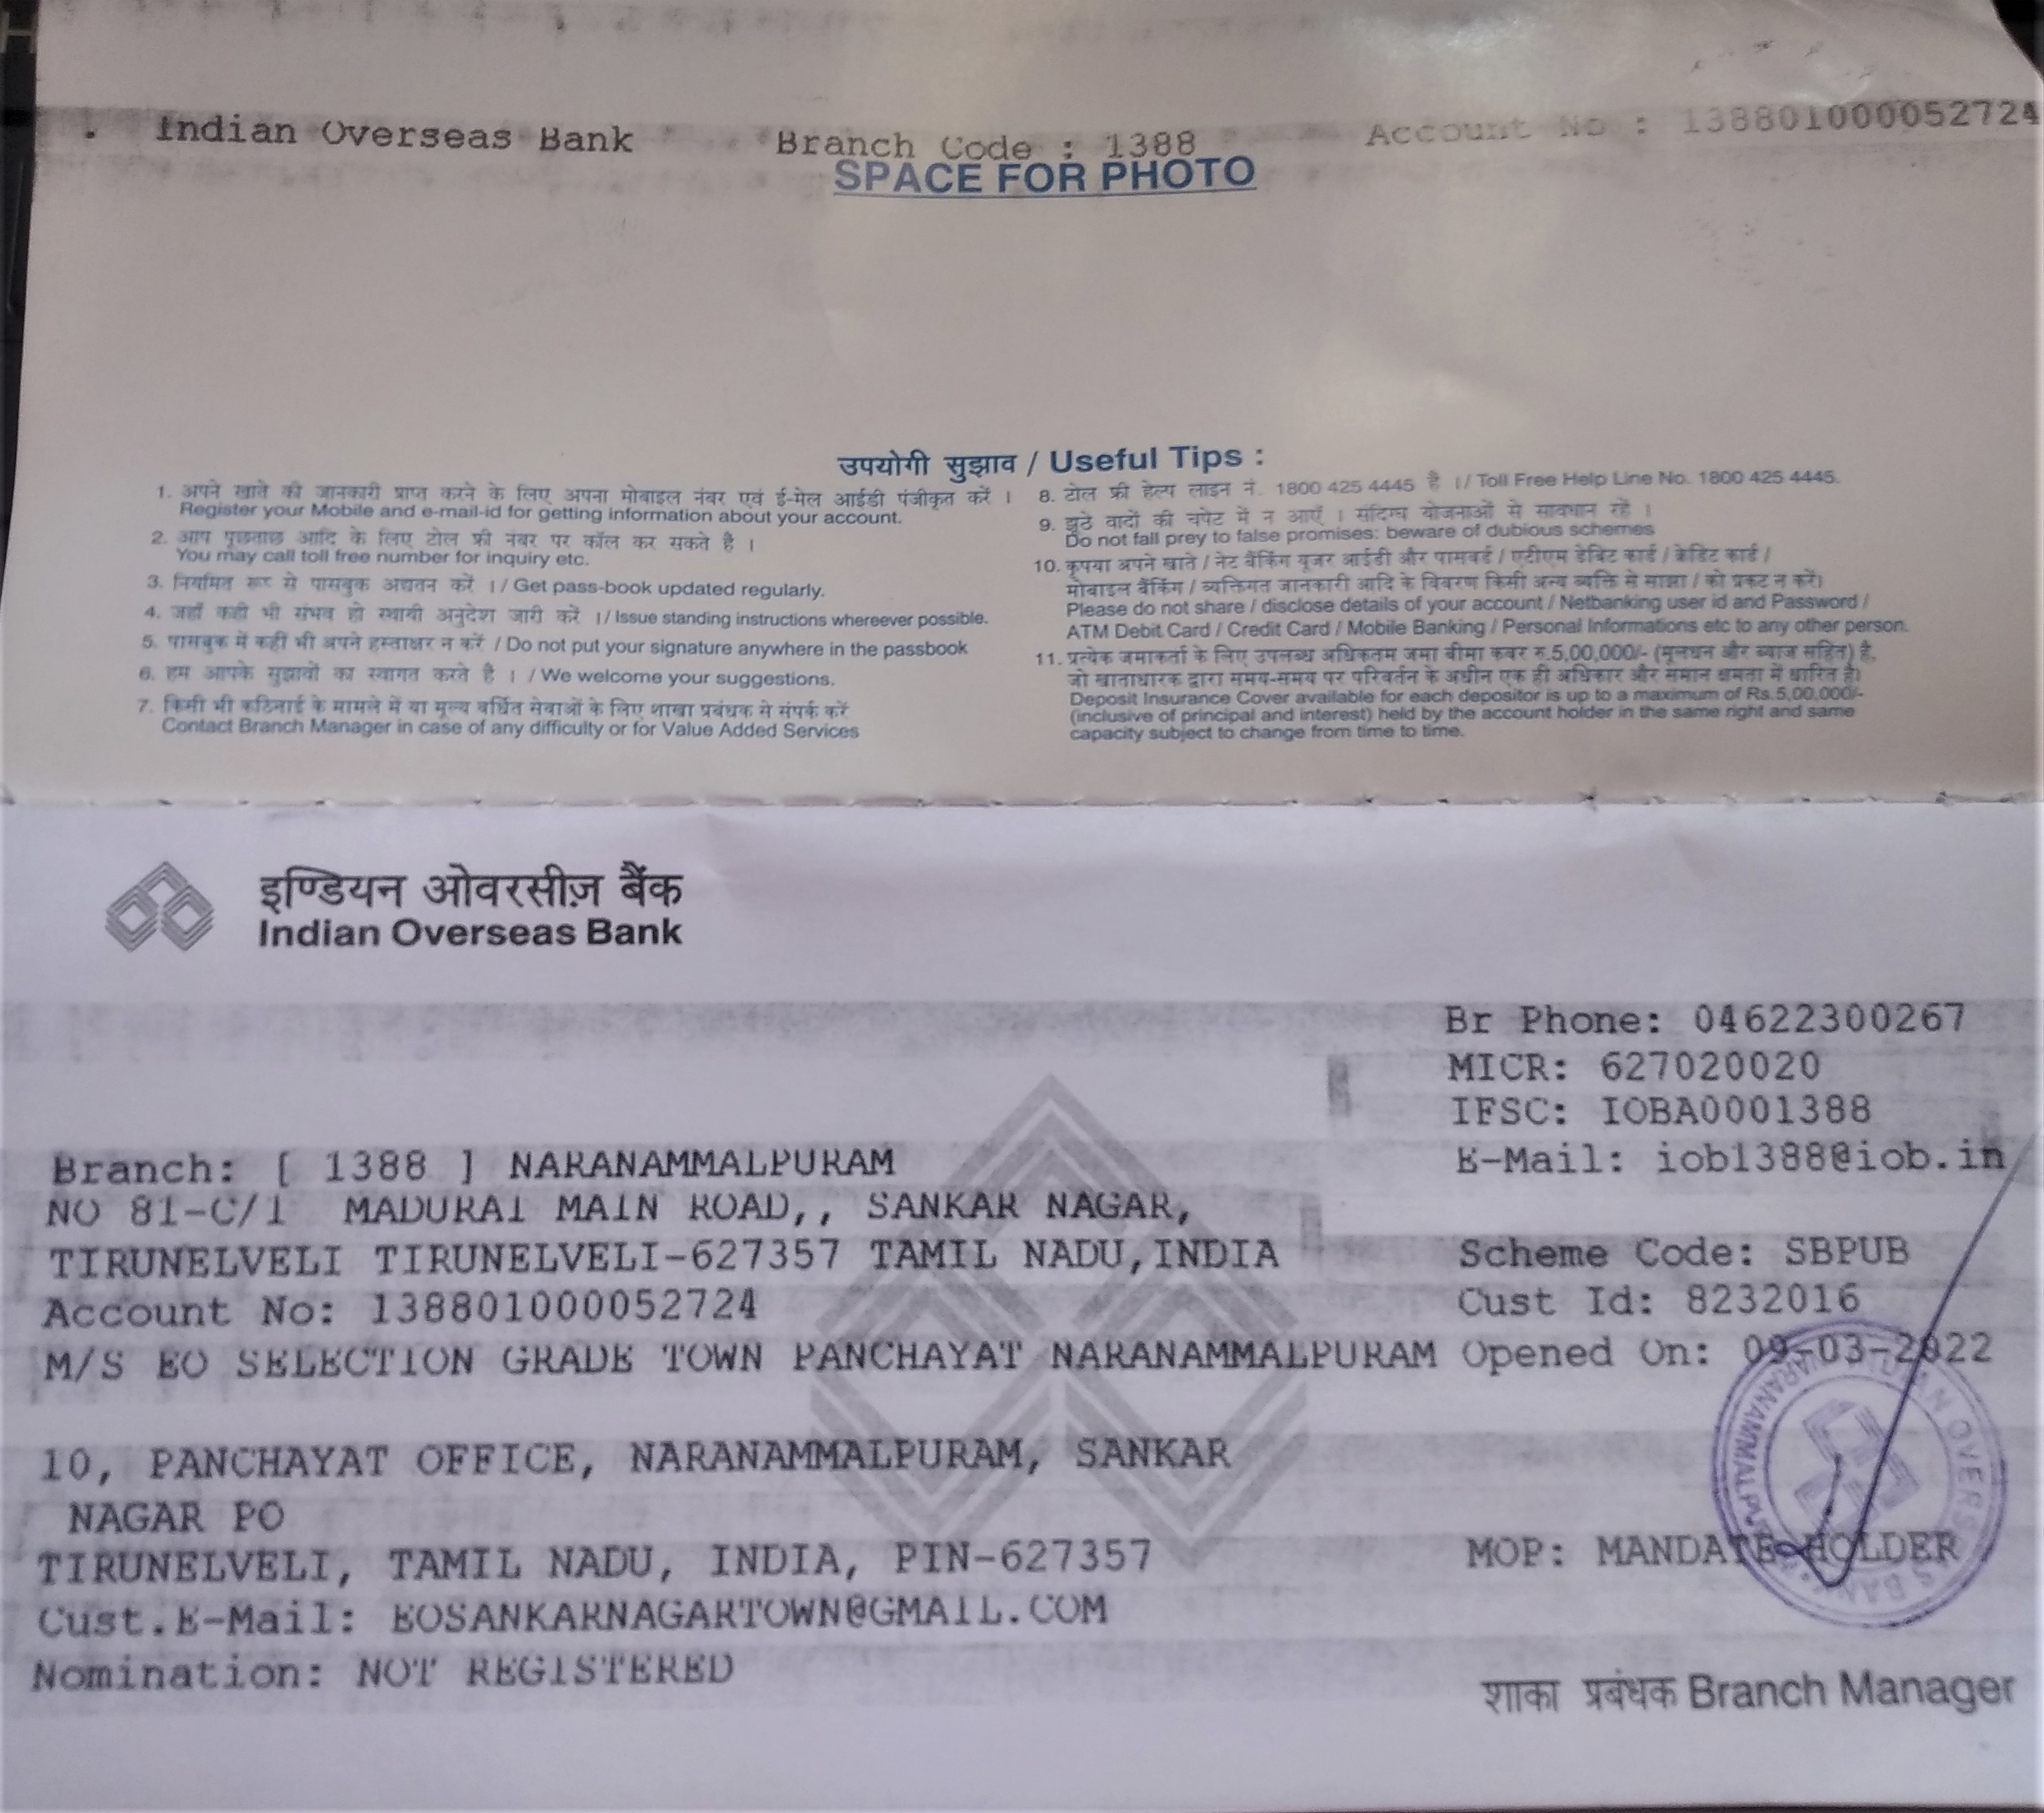 . Indian Overseas Bank Branch Code : 1388 Account No : 138801000052724
SPACE FOR PHOTO
उपयोगी सुझाव / Useful Tips :
1. अपने खाते की जानकारी प्राप्त करने के लिए अपना मोबाइल नंबर एवं ई-मेल आईडी पंजीकृत करें ।
Register your Mobile and e-mail-id for getting information about your account.
2. आप पूछताछ आदि के लिए टोल फ्री नंबर पर कॉल कर सकते है ।
You may call toll free number for inquiry etc.
3. नियमित रूप से पासबुक अद्यतन करें ।/ Get pass-book updated regularly.
4. जहाँ कही भी संभव हो स्थायी अनुदेश जारी करें ।/ Issue standing instructions whereever possible.
5. पासबुक में कहीं भी अपने हस्ताक्षर न करें / Do not put your signature anywhere in the passbook
6. हम आपके सुझावों का स्वागत करते है । / We welcome your suggestions.
7. किसी भी कठिनाई के मामले में या मूल्य वर्धित सेवाओं के लिए शाखा प्रबंधक से संपर्क करें
Contact Branch Manager in case of any difficulty or for Value Added Services
8. टोल फ्री हेल्प लाइन नं. 1800 425 4445 है ।/ Toll Free Help Line No. 1800 425 4445.
9. झूठे वादों की चपेट में न आएँ । संदिग्ध योजनाओं से सावधान रहें ।
Do not fall prey to false promises: beware of dubious schemes
10. कृपया अपने खाते / नेट बैंकिंग यूजर आईडी और पासवर्ड / एटीएम डेबिट कार्ड / क्रेडिट कार्ड /
मोबाइल बैंकिंग / व्यक्तिगत जानकारी आदि के विवरण किसी अन्य व्यक्ति से साझा / को प्रकट न करें।
Please do not share / disclose details of your account / Netbanking user id and Password /
ATM Debit Card / Credit Card / Mobile Banking / Personal Informations etc to any other person.
11. प्रत्येक जमाकर्ता के लिए उपलब्ध अधिकतम जमा बीमा कवर रु.5,00,000/- (मूलधन और ब्याज सहित) है,
जो खाताधारक द्वारा समय-समय पर परिवर्तन के अधीन एक ही अधिकार और समान क्षमता में धारित है।
Deposit Insurance Cover available for each depositor is up to a maximum of Rs.5,00,000/-
(inclusive of principal and interest) held by the account holder in the same right and same
capacity subject to change from time to time.
इण्डियन ओवरसीज़ बैंक
Indian Overseas Bank
Br Phone: 04622300267
MICR: 627020020
IFSC: IOBA0001388
E-Mail: iob1388@iob.in
Branch: [ 1388 ] NARANAMMALPURAM
NO 81-C/1 MADURAI MAIN ROAD,, SANKAR NAGAR,
TIRUNELVELI TIRUNELVELI-627357 TAMIL NADU,INDIA Scheme Code: SBPUB
Account No: 138801000052724 Cust Id: 8232016
M/S EO SELECTION GRADE TOWN PANCHAYAT NARANAMMALPURAM Opened On: 09-03-2022
10, PANCHAYAT OFFICE, NARANAMMALPURAM, SANKAR
NAGAR PO
TIRUNELVELI, TAMIL NADU, INDIA, PIN-627357 MOP: MANDATE HOLDER
Cust.E-Mail: EOSANKARNAGARTOWN@GMAIL.COM
Nomination: NOT REGISTERED
शाका प्रबंधक Branch Manager